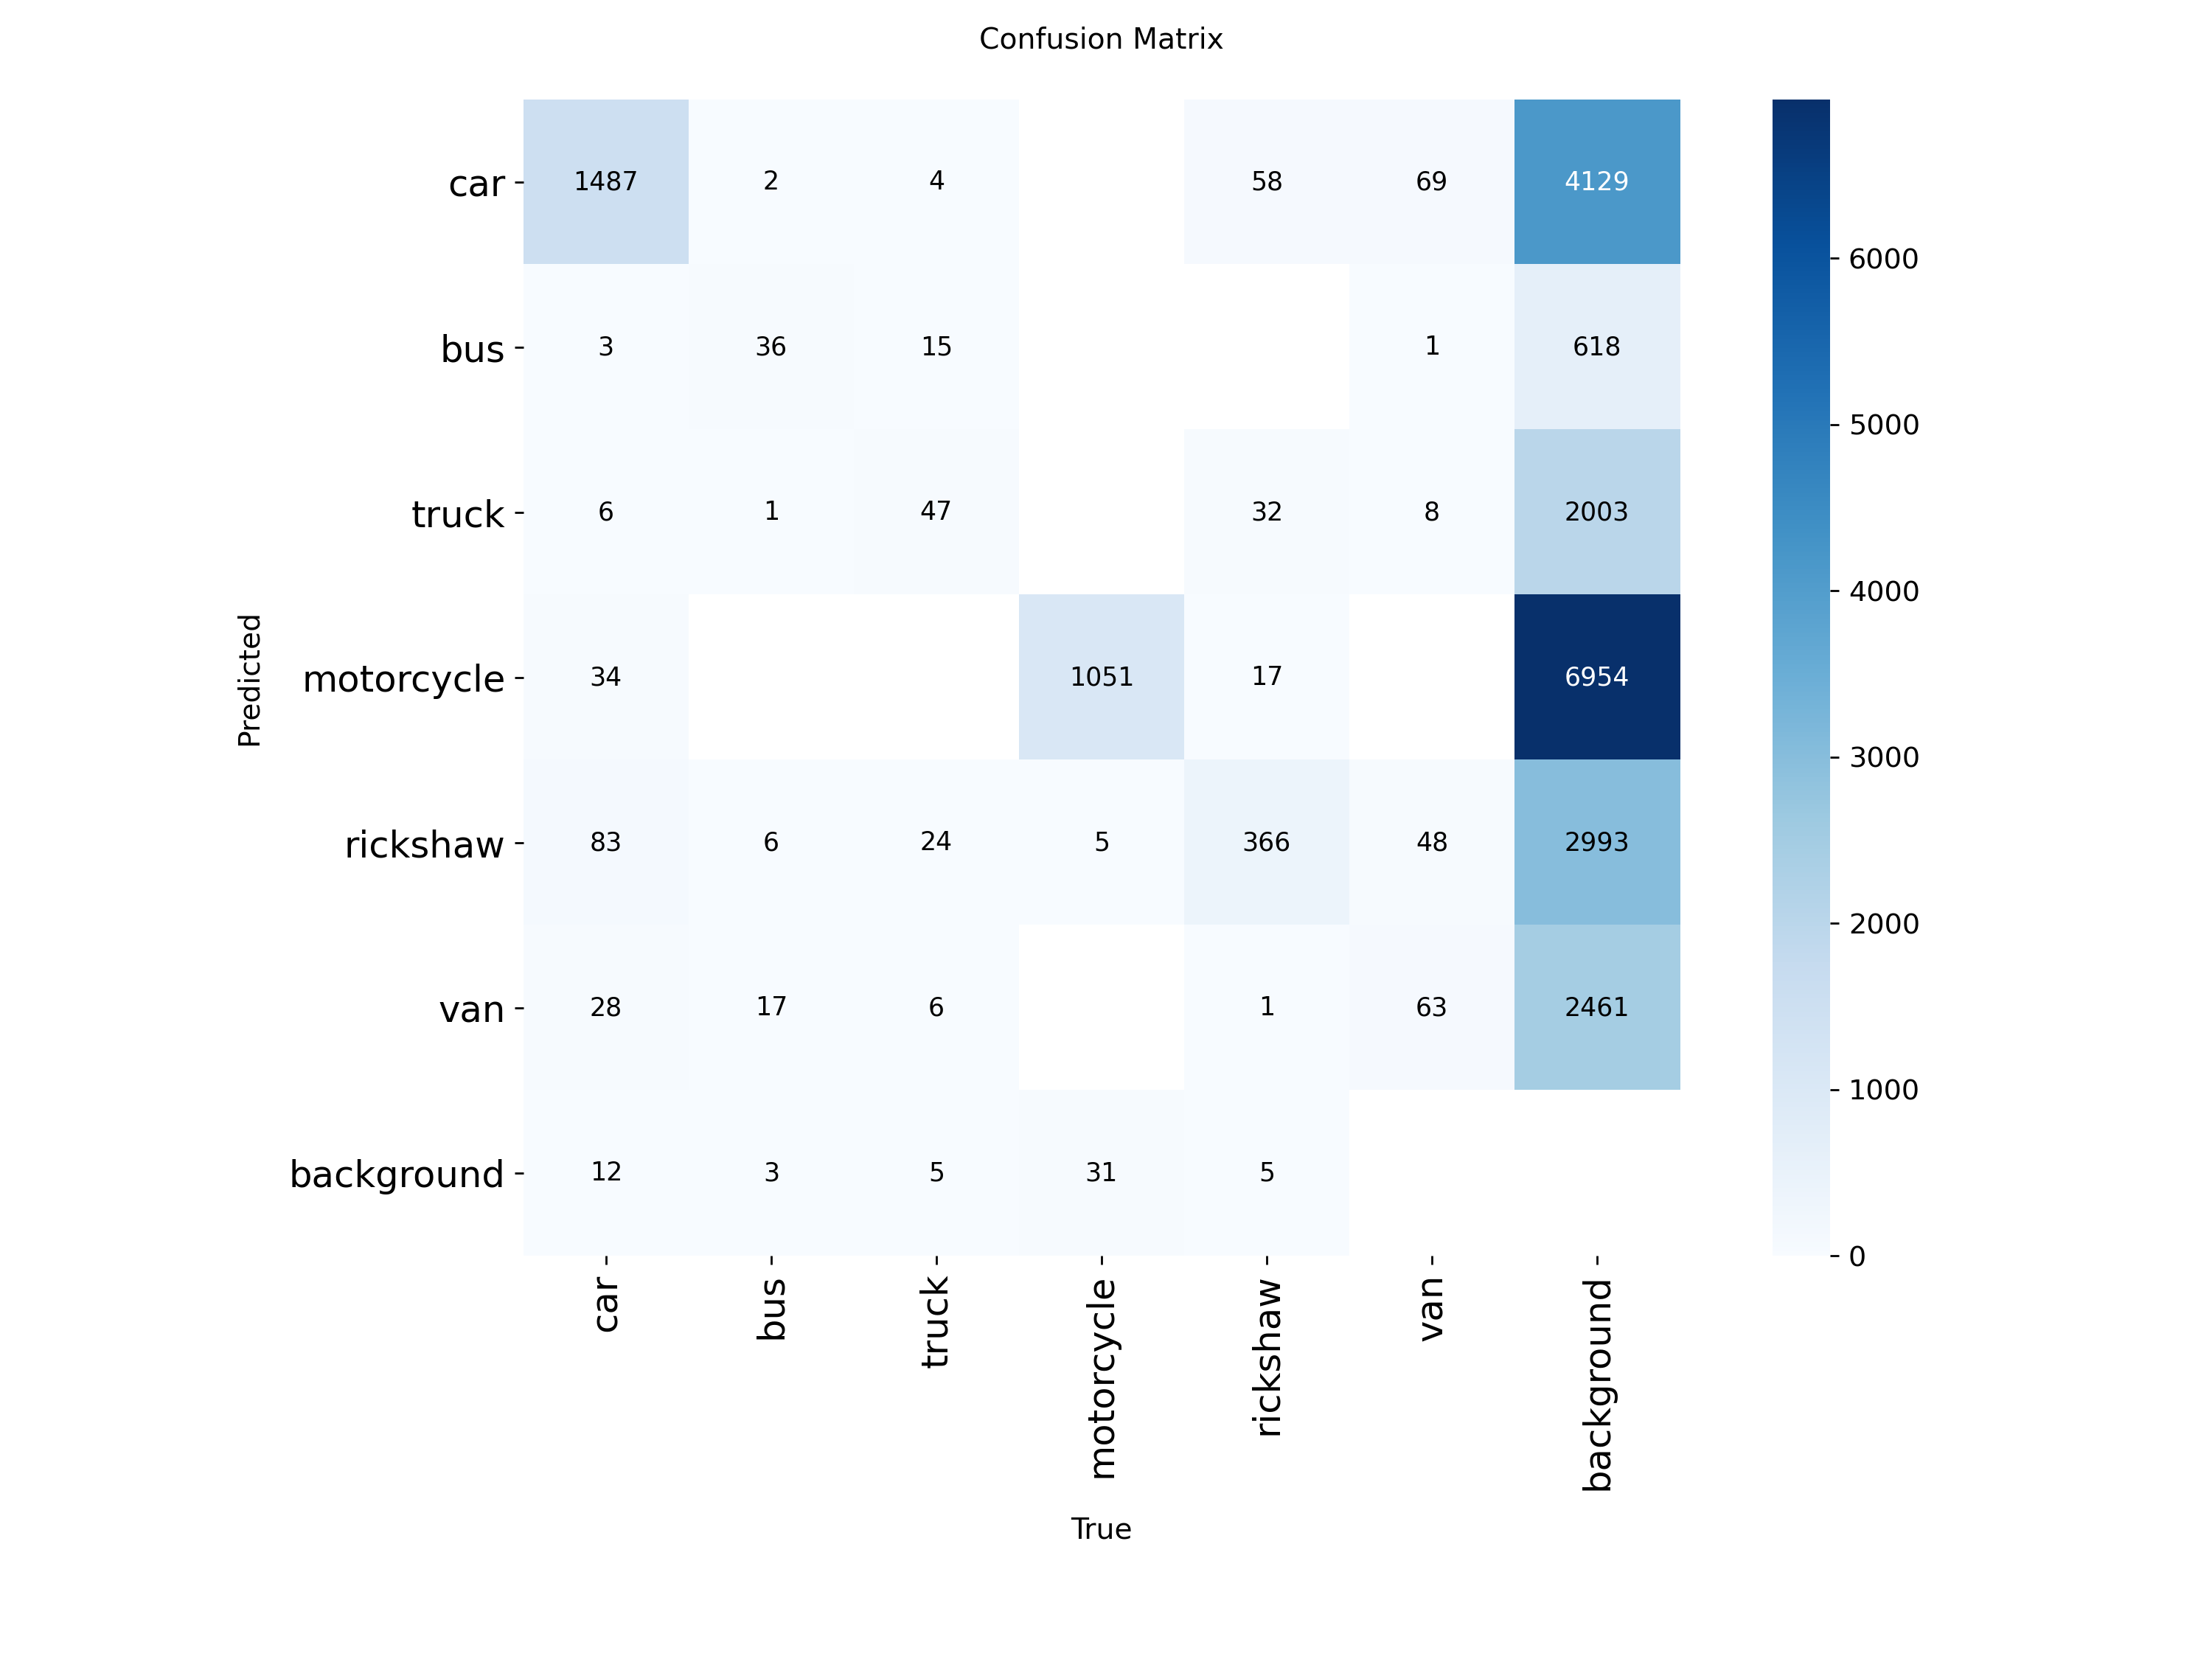 Confusion Matrix
car 1487 2 4 58 69 4129
bus 3 36 15 1 618
truck 6 1 47 32 8 2003
motorcycle 34 1051 17 6954
rickshaw 83 6 24 5 366 48 2993
van 28 17 6 1 63 2461
background 12 3 5 31 5
Predicted
car bus truck motorcycle rickshaw van background
True
6000
5000
4000
3000
2000
1000
0